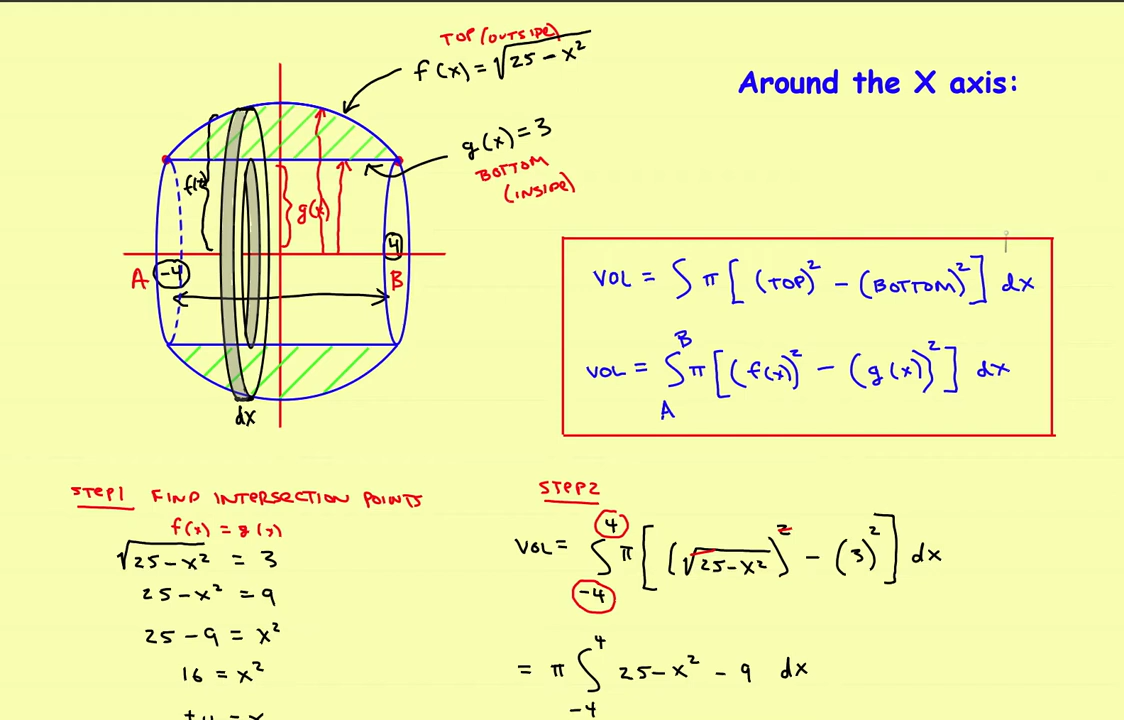 TOP (OUTSIDE)
f(x) = √25 - x²
Around the X axis:
g(x) = 3
BOTTOM
(INSIDE)
f(x)
g(x)
4
A -4
B
dx
VOL = ∫ π [ (TOP)² - (BOTTOM)² ] dx
VOL = ∫ᴮ_A π [ (f(x))² - (g(x))² ] dx
STEP1 FIND INTERSECTION POINTS
f(x) = g(x)
√25-x² = 3
25-x² = 9
25-9 = x²
16 = x²
STEP2
VOL = ∫⁴₋₄ π [ (√25-x²)² - (3)² ] dx
= π ∫⁴₋₄ 25-x² - 9 dx